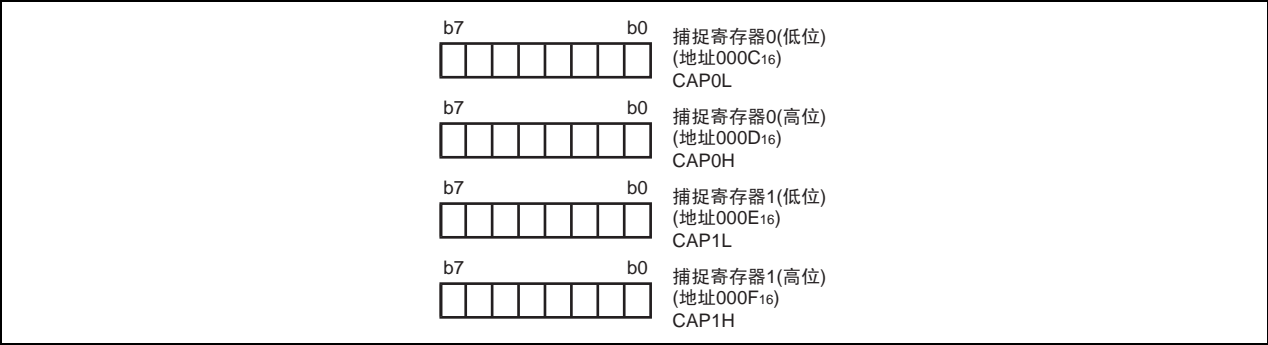 b7 b0
捕捉寄存器0(低位)
(地址000C16)
CAP0L
b7 b0
捕捉寄存器0(高位)
(地址000D16)
CAP0H
b7 b0
捕捉寄存器1(低位)
(地址000E16)
CAP1L
b7 b0
捕捉寄存器1(高位)
(地址000F16)
CAP1H